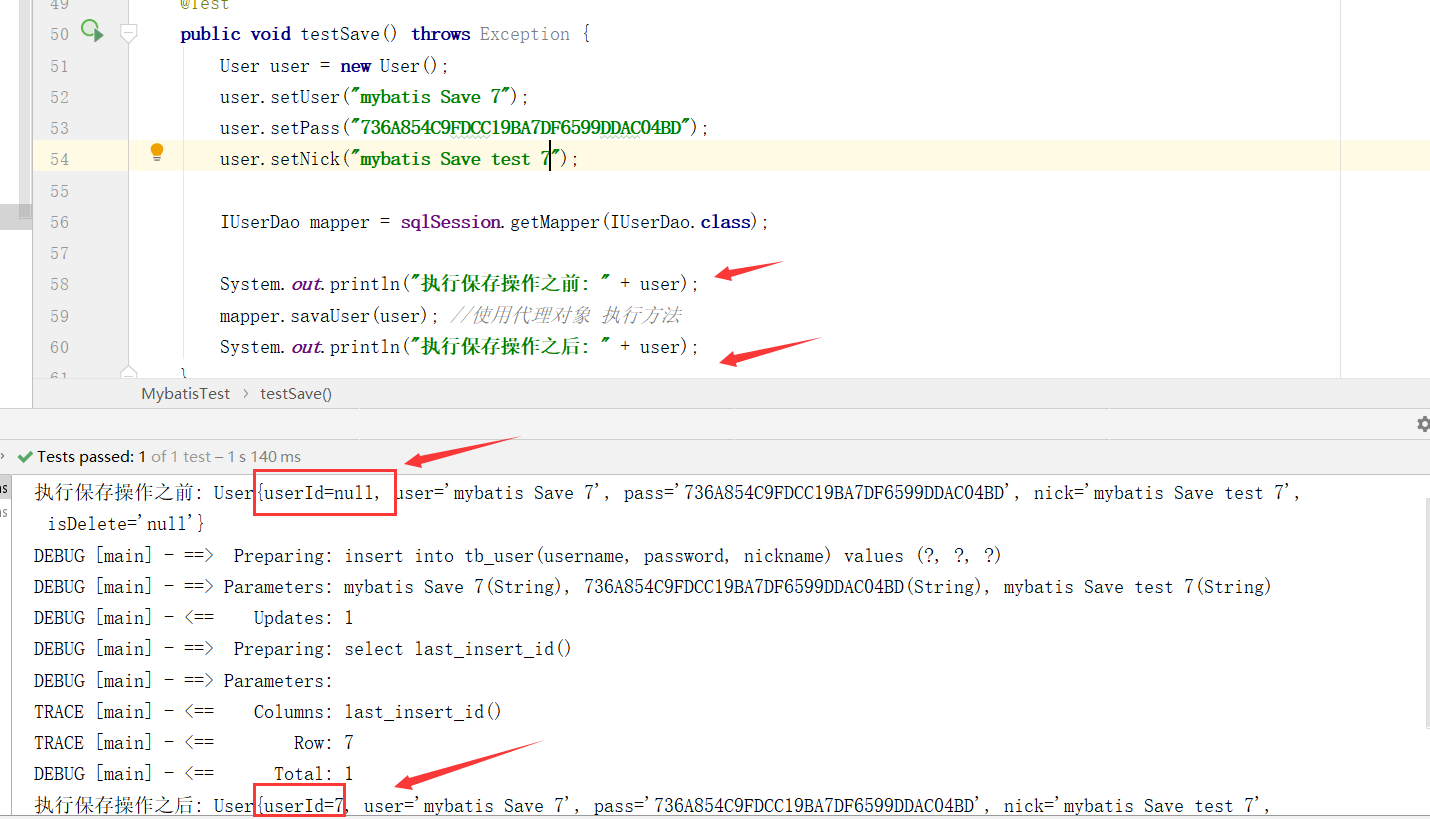 49 @Test
50 public void testSave() throws Exception {
51 User user = new User();
52 user.setUser("mybatis Save 7");
53 user.setPass("736A854C9FDCC19BA7DF6599DDAC04BD");
54 user.setNick("mybatis Save test 7");
55
56 IUserDao mapper = sqlSession.getMapper(IUserDao.class);
57
58 System.out.println("执行保存操作之前: " + user);
59 mapper.savaUser(user); //使用代理对象 执行方法
60 System.out.println("执行保存操作之后: " + user);
61 }
MybatisTest › testSave()
Tests passed: 1 of 1 test – 1 s 140 ms
执行保存操作之前: User{userId=null, user='mybatis Save 7', pass='736A854C9FDCC19BA7DF6599DDAC04BD', nick='mybatis Save test 7',
isDelete='null'}
DEBUG [main] - ==>  Preparing: insert into tb_user(username, password, nickname) values (?, ?, ?)
DEBUG [main] - ==> Parameters: mybatis Save 7(String), 736A854C9FDCC19BA7DF6599DDAC04BD(String), mybatis Save test 7(String)
DEBUG [main] - <==    Updates: 1
DEBUG [main] - ==>  Preparing: select last_insert_id()
DEBUG [main] - ==> Parameters:
TRACE [main] - <==    Columns: last_insert_id()
TRACE [main] - <==        Row: 7
DEBUG [main] - <==      Total: 1
执行保存操作之后: User{userId=7, user='mybatis Save 7', pass='736A854C9FDCC19BA7DF6599DDAC04BD', nick='mybatis Save test 7',